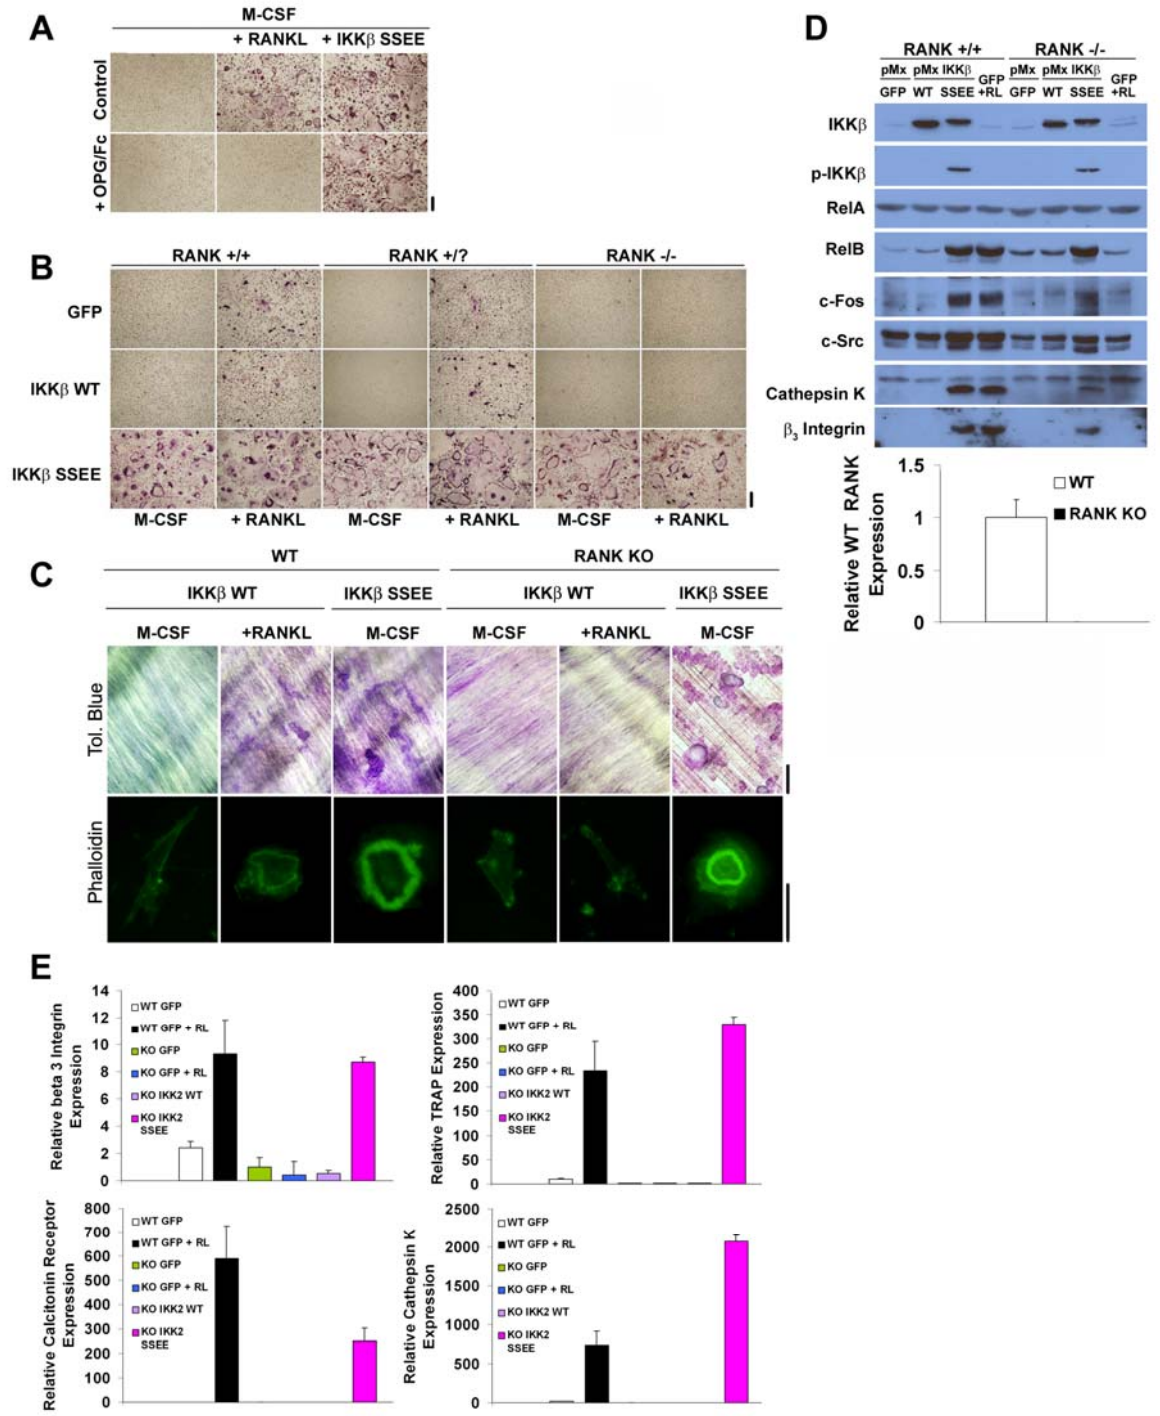 A
M-CSF
+ RANKL + IKKβ SSEE
Control
+ OPG/Fc
B
RANK +/+ RANK +/? RANK -/-
GFP
IKKβ WT
IKKβ SSEE
M-CSF + RANKL M-CSF + RANKL M-CSF + RANKL
C
WT RANK KO
IKKβ WT IKKβ SSEE IKKβ WT IKKβ SSEE
M-CSF +RANKL M-CSF M-CSF +RANKL M-CSF
Tol. Blue
Phalloidin
D
RANK +/+ RANK -/-
pMx pMx IKKβ GFP pMx pMx IKKβ GFP
GFP WT SSEE +RL GFP WT SSEE +RL
IKKβ
p-IKKβ
RelA
RelB
c-Fos
c-Src
Cathepsin K
β3 Integrin
Relative WT RANK
Expression
1.5
1
0.5
0
WT
RANK KO
E
Relative beta 3 Integrin
Expression
14
12
10
8
6
4
2
0
WT GFP
WT GFP + RL
KO GFP
KO GFP + RL
KO IKK2 WT
KO IKK2
SSEE
Relative TRAP Expression
400
350
300
250
200
150
100
50
0
WT GFP
WT GFP + RL
KO GFP
KO GFP + RL
KO IKK2 WT
KO IKK2
SSEE
Relative Calcitonin Receptor
Expression
800
700
600
500
400
300
200
100
0
WT GFP
WT GFP + RL
KO GFP
KO GFP + RL
KO IKK2 WT
KO IKK2
SSEE
Relative Cathepsin K
Expression
2500
2000
1500
1000
500
0
WT GFP
WT GFP + RL
KO GFP
KO GFP + RL
KO IKK2 WT
KO IKK2
SSEE